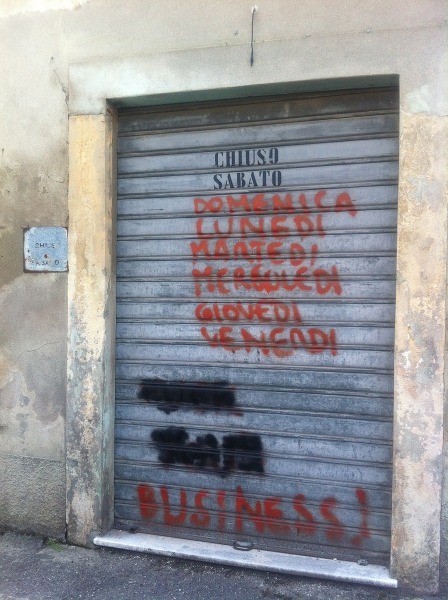 CHIUSO
SABATO
DOMENICA
LUNEDI
MARTEDI
MERCOLEDI
GIOVEDI
VENERDI
BUSINESS)